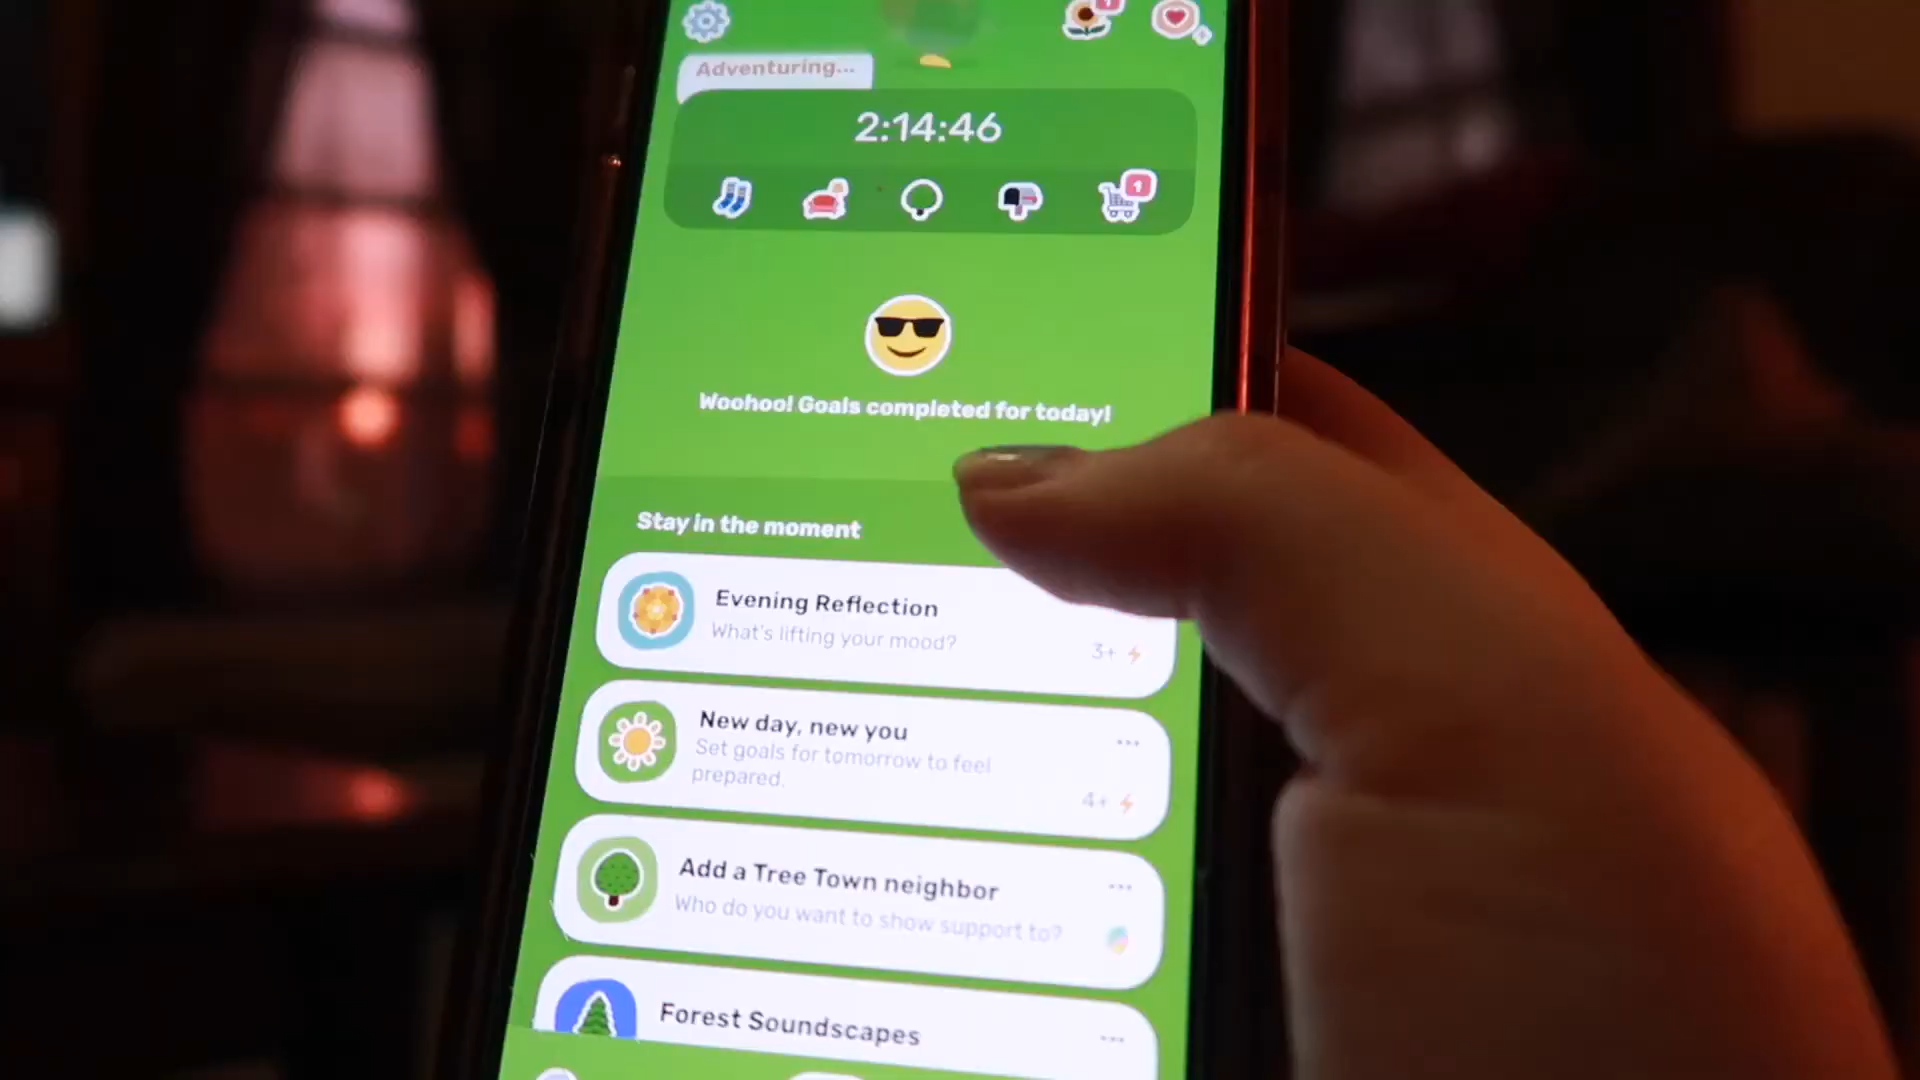 1
Adventuring...
2:14:46
1
Woohoo! Goals completed for today!
Stay in the moment
Evening Reflection
What's lifting your mood?
3+
New day, new you
Set goals for tomorrow to feel
prepared.
4+
Add a Tree Town neighbor
Who do you want to show support to?
Forest Soundscapes